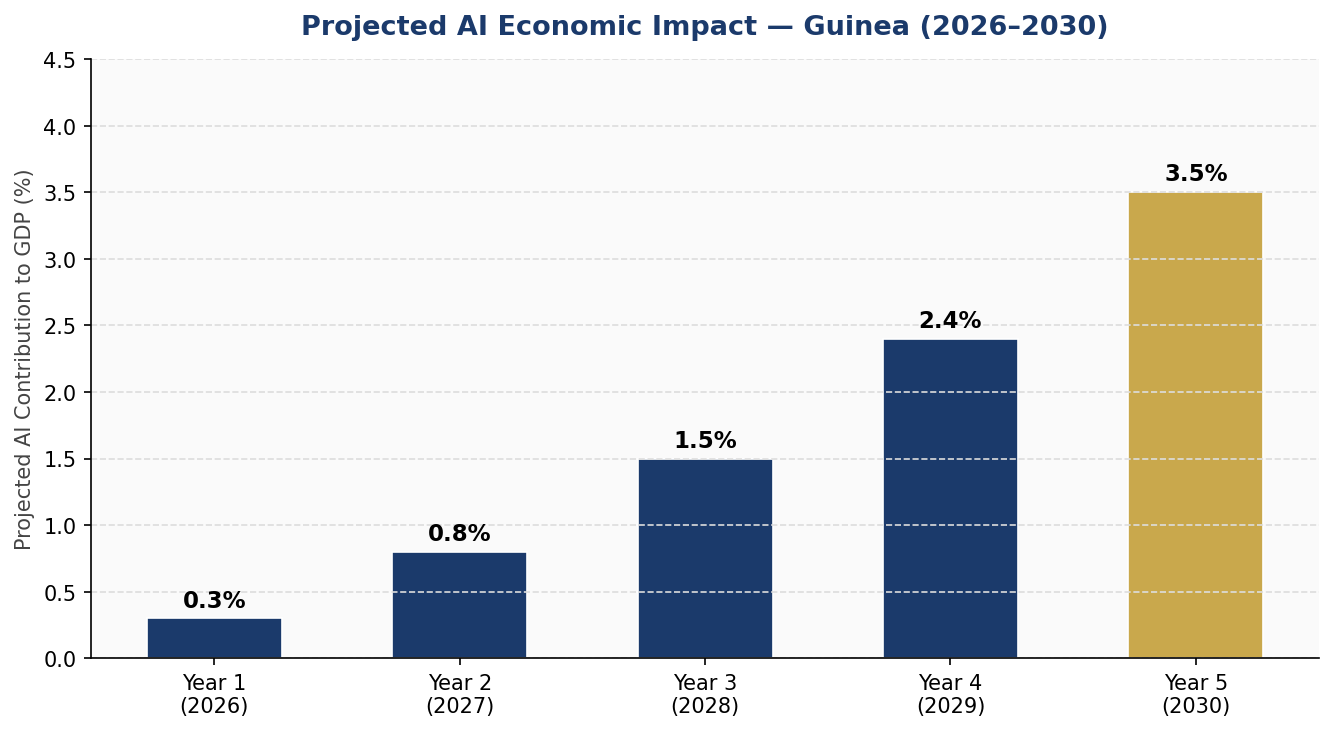 Projected AI Economic Impact — Guinea (2026–2030)
Projected AI Contribution to GDP (%)
4.5
4.0
3.5
3.0
2.5
2.0
1.5
1.0
0.5
0.0
0.3%
0.8%
1.5%
2.4%
3.5%
Year 1
(2026)
Year 2
(2027)
Year 3
(2028)
Year 4
(2029)
Year 5
(2030)